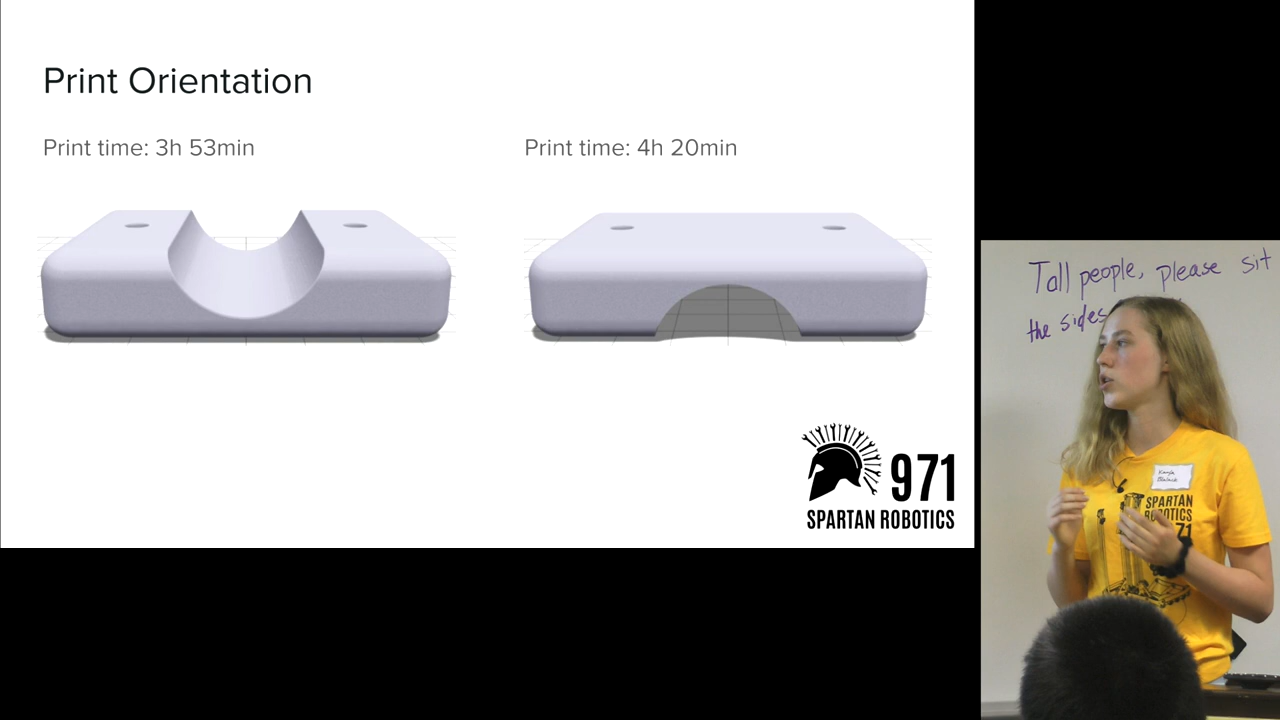 Print Orientation
Print time: 3h 53min
Print time: 4h 20min
971
SPARTAN ROBOTICS
Tall people, please sit
the sides
SPARTAN
ROBOTICS
971